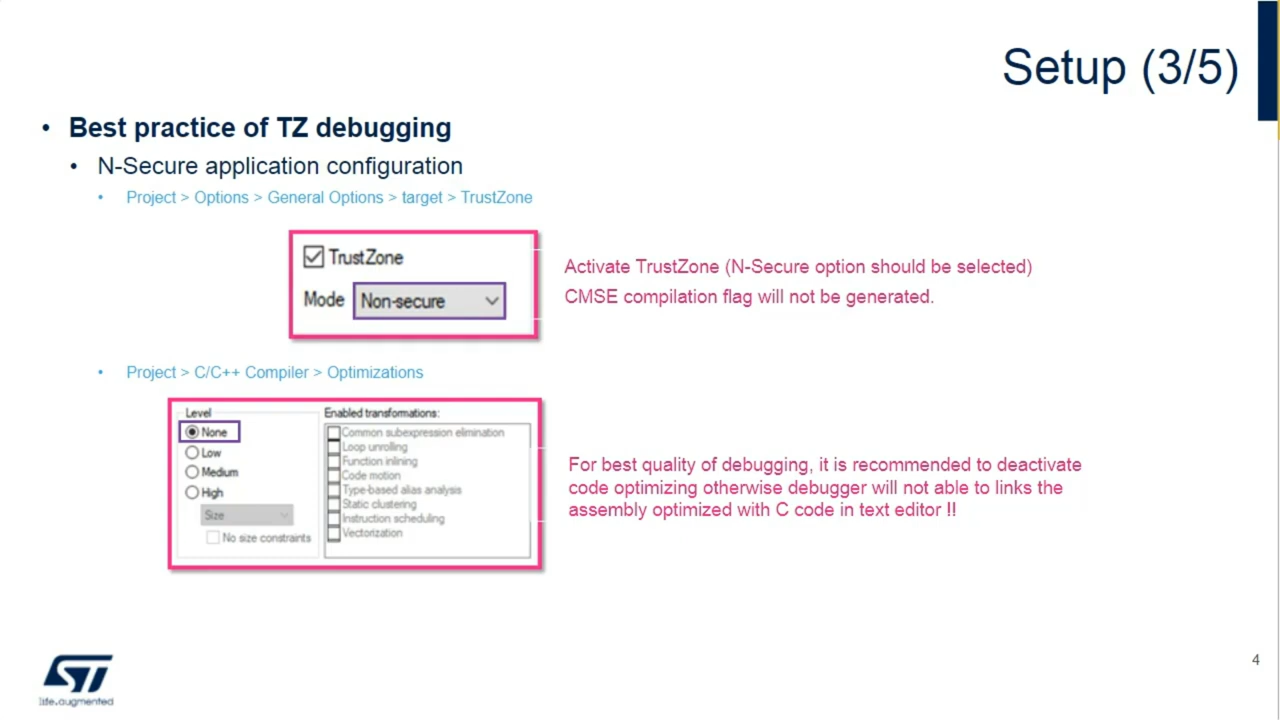 Setup (3/5)
• Best practice of TZ debugging
• N-Secure application configuration
• Project > Options > General Options > target > TrustZone
TrustZone
Mode Non-secure
Activate TrustZone (N-Secure option should be selected)
CMSE compilation flag will not be generated.
• Project > C/C++ Compiler > Optimizations
Level
None
Low
Medium
High
Size
No size constraints
Enabled transformations:
Common subexpression elimination
Loop unrolling
Function inlining
Code motion
Type-based alias analysis
Static clustering
Instruction scheduling
Vectorization
For best quality of debugging, it is recommended to deactivate
code optimizing otherwise debugger will not able to links the
assembly optimized with C code in text editor !!
ST
life.augmented
4